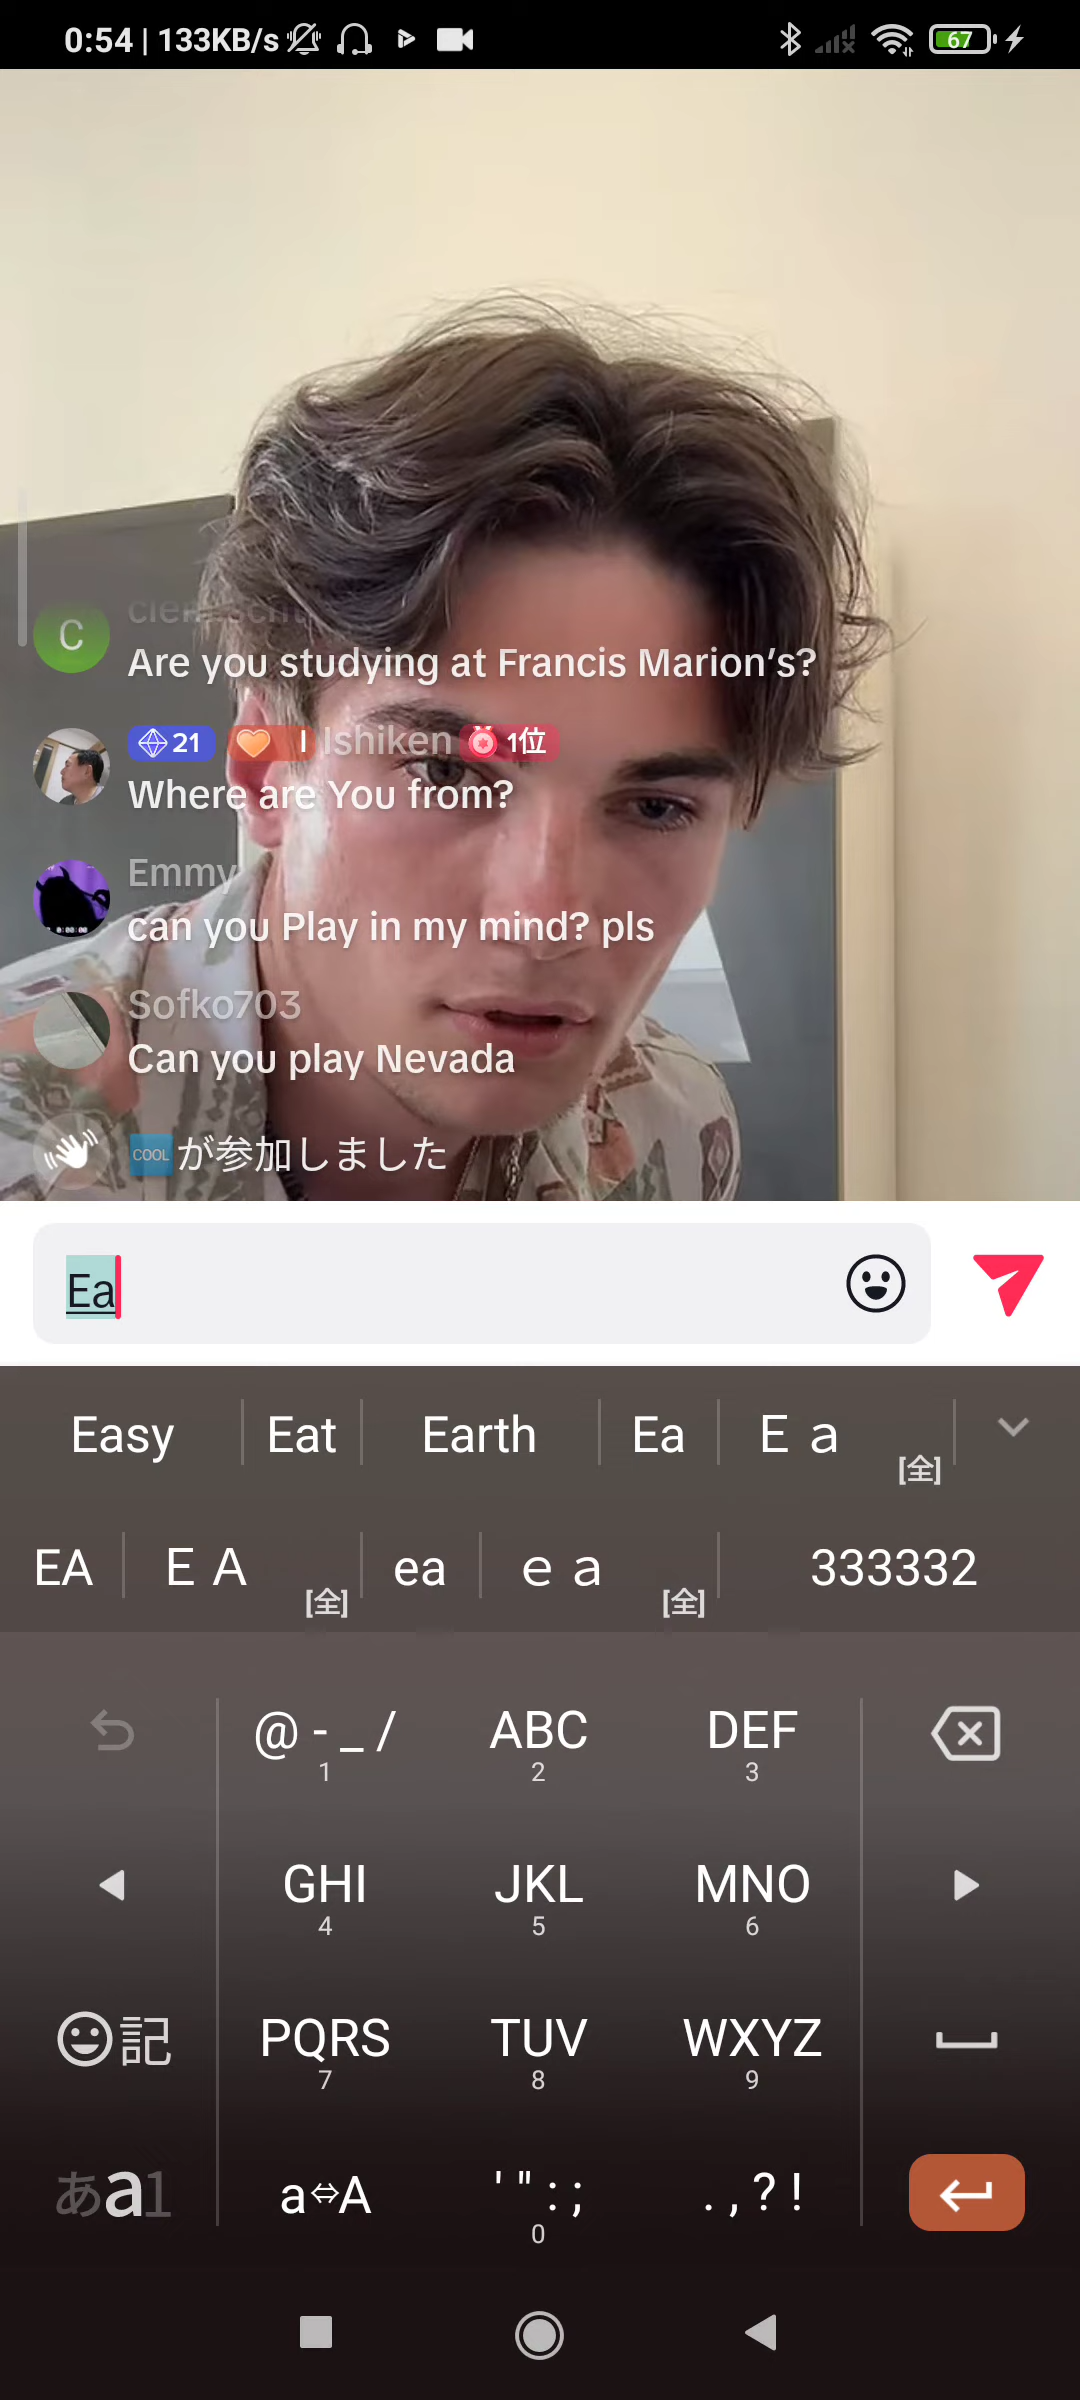 0:54 | 133KB/s
67
C
Are you studying at Francis Marion's?
21 I Ishiken 1位
Where are You from?
Emmy
can you Play in my mind? pls
Sofko703
Can you play Nevada
COOL が参加しました
Ea
Easy Eat Earth Ea Ｅａ [全]
EA ＥＡ [全] ea ｅａ [全] 333332
@-_/ ABC DEF
1 2 3
GHI JKL MNO
4 5 6
記 PQRS TUV WXYZ
7 8 9
あa1 a⇔A '":; .,?!
0